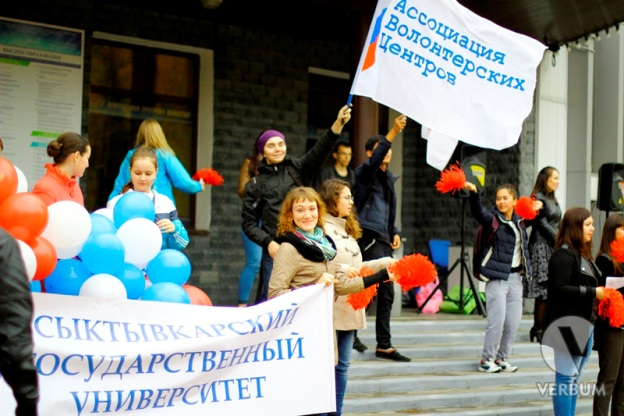 Ассоциация
Волонтерских
Центров
СЫКТЫВКАРСКИЙ
ГОСУДАРСТВЕННЫЙ
УНИВЕРСИТЕТ
VERBUM